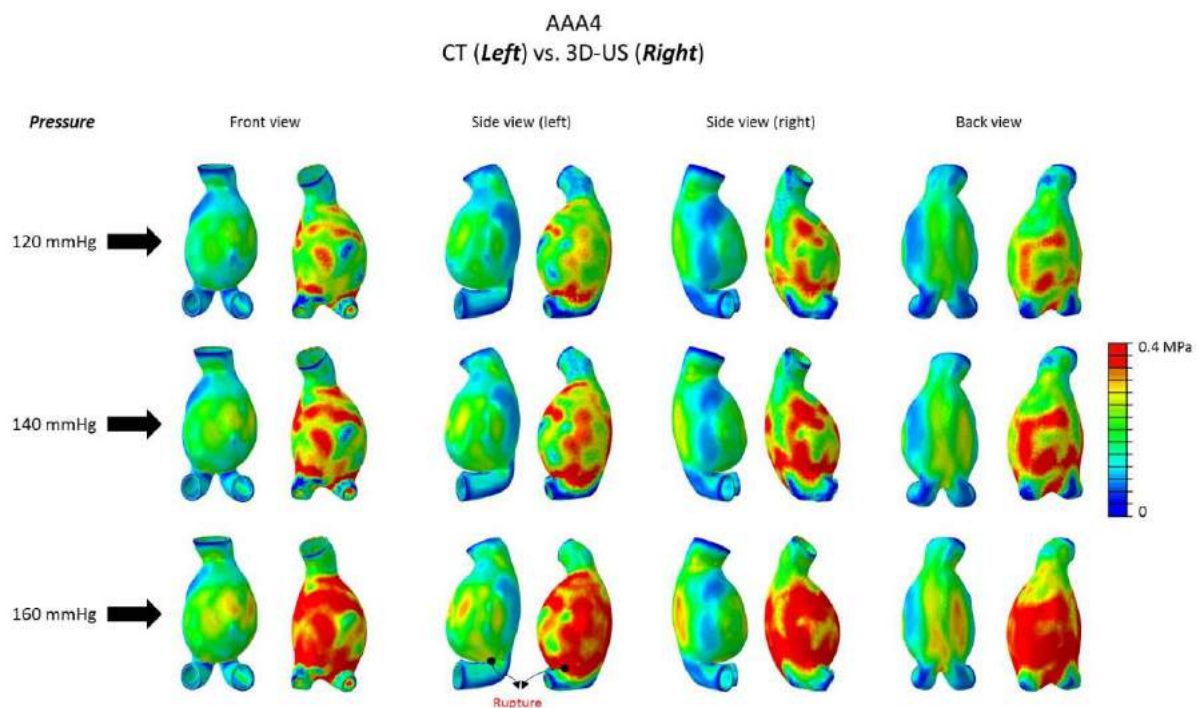 AAA4
CT (Left) vs. 3D-US (Right)
Pressure
Front view
Side view (left)
Side view (right)
Back view
120 mmHg
140 mmHg
0.4 MPa
0
160 mmHg
Rupture